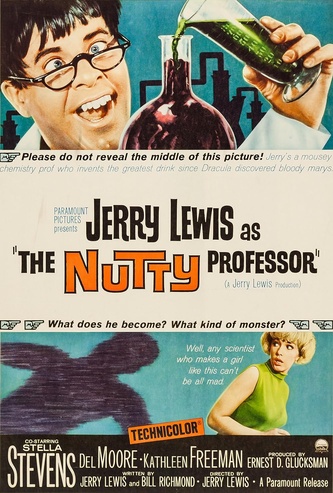 Please do not reveal the middle of this picture! Jerry's a mousey
chemistry prof who invents the greatest drink since Dracula discovered bloody marys.
PARAMOUNT
PICTURES
presents
JERRY LEWIS as
"THE NUTTY PROFESSOR"
(A Jerry Lewis Production)
What does he become? What kind of monster?
Well, any scientist
who makes a girl
like this can't
be all mad.
TECHNICOLOR®
CO-STARRING
STELLA
STEVENS
DEL MOORE · KATHLEEN FREEMAN
PRODUCED BY
ERNEST D. GLUCKSMAN
WRITTEN BY
JERRY LEWIS and BILL RICHMOND
DIRECTED BY
JERRY LEWIS
· A Paramount Release